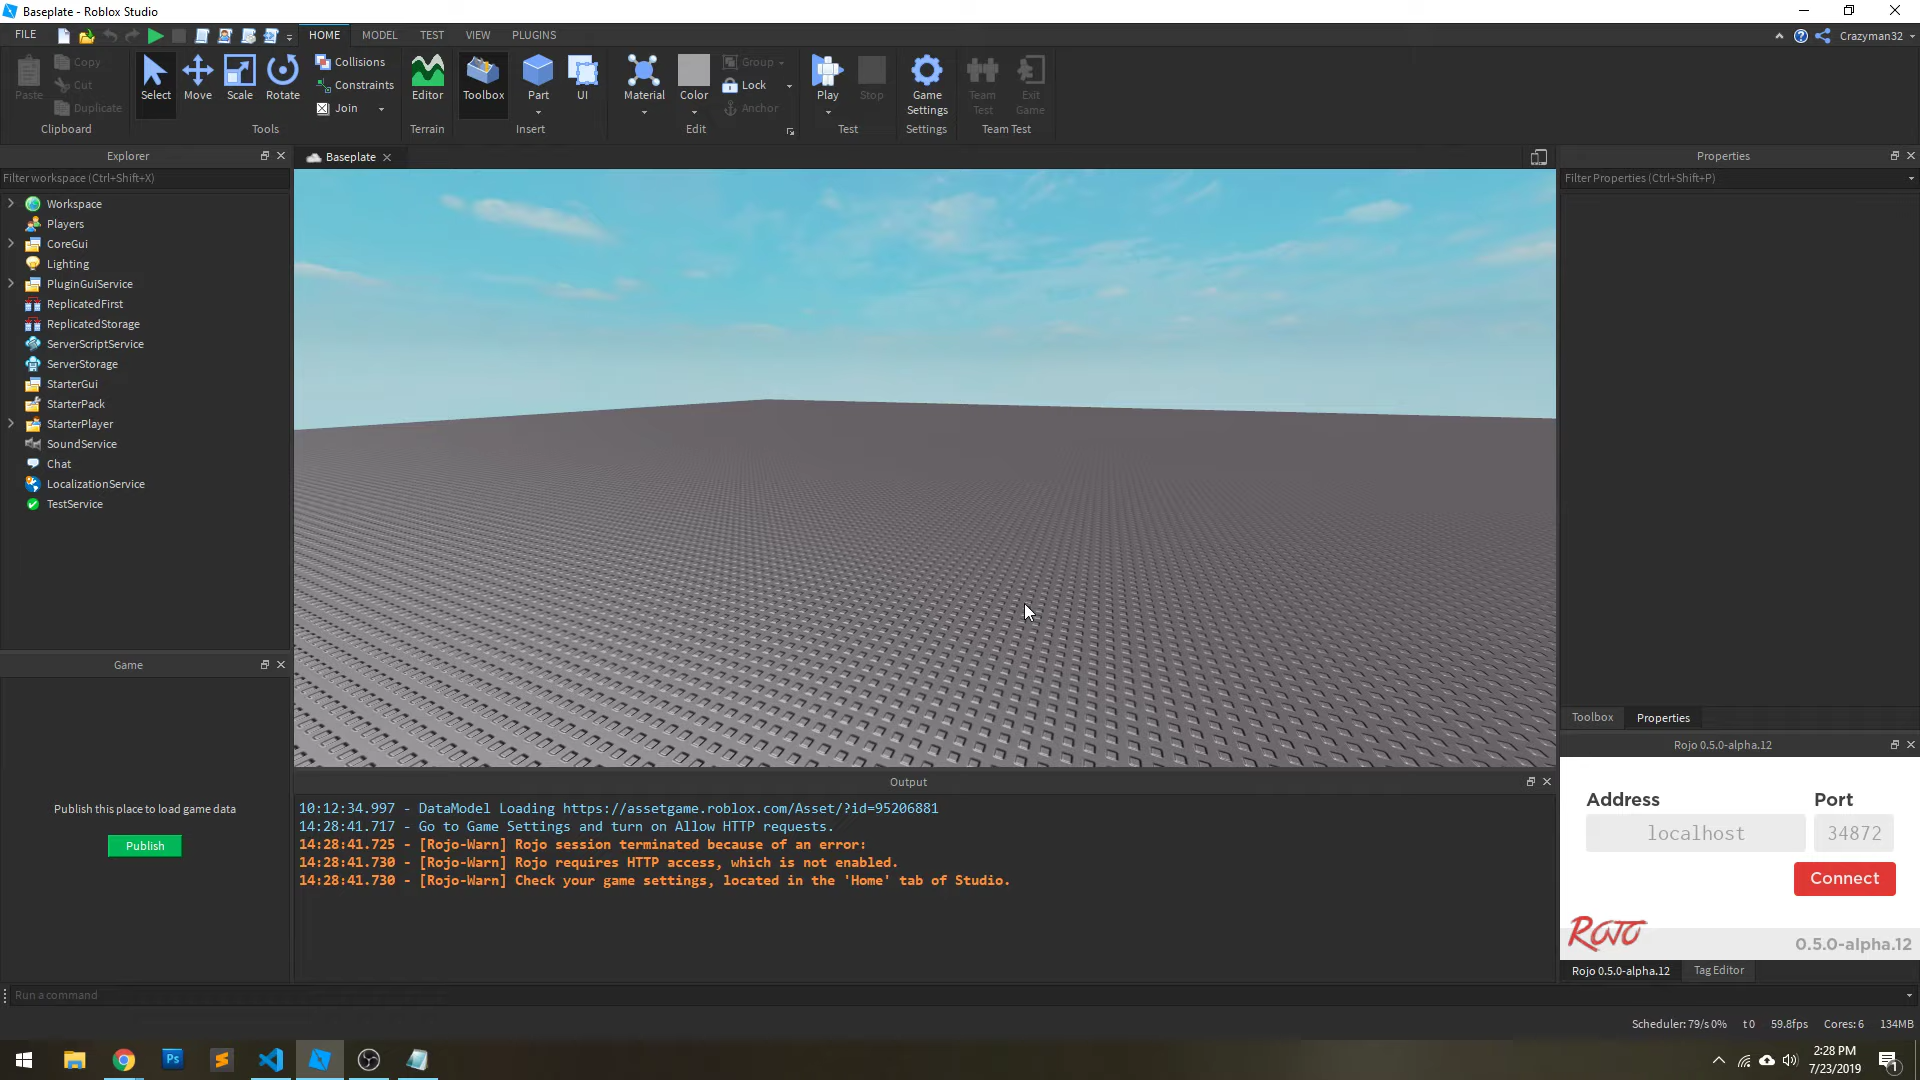 Baseplate - Roblox Studio
FILE
HOME
MODEL
TEST
VIEW
PLUGINS
Crazyman32
Paste
Copy
Cut
Duplicate
Clipboard
Select
Move
Scale
Rotate
Collisions
Constraints
Join
Tools
Editor
Terrain
Toolbox
Part
UI
Insert
Material
Color
Group
Lock
Anchor
Edit
Play
Stop
Test
Game
Settings
Settings
Team
Test
Exit
Game
Team Test
Explorer
Filter workspace (Ctrl+Shift+X)
Workspace
Players
CoreGui
Lighting
PluginGuiService
ReplicatedFirst
ReplicatedStorage
ServerScriptService
ServerStorage
StarterGui
StarterPack
StarterPlayer
SoundService
Chat
LocalizationService
TestService
Game
Publish this place to load game data
Publish
Baseplate
Output
10:12:34.997 - DataModel Loading https://assetgame.roblox.com/Asset/?id=95206881
14:28:41.717 - Go to Game Settings and turn on Allow HTTP requests.
14:28:41.725 - [Rojo-Warn] Rojo session terminated because of an error:
14:28:41.730 - [Rojo-Warn] Rojo requires HTTP access, which is not enabled.
14:28:41.730 - [Rojo-Warn] Check your game settings, located in the 'Home' tab of Studio.
Properties
Filter Properties (Ctrl+Shift+P)
Toolbox
Properties
Rojo 0.5.0-alpha.12
Address
Port
localhost
34872
Connect
ROJO
0.5.0-alpha.12
Rojo 0.5.0-alpha.12
Tag Editor
Run a command
Scheduler: 79/s 0%
t 0
59.8fps
Cores: 6
134MB
Ps
2:28 PM
7/23/2019
1